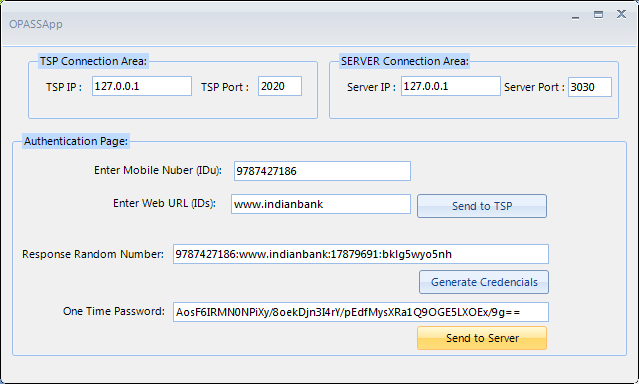 OPASSApp
TSP Connection Area:
TSP IP : 127.0.0.1 TSP Port : 2020
SERVER Connection Area:
Server IP : 127.0.0.1 Server Port : 3030
Authentication Page:
Enter Mobile Nuber (IDu): 9787427186
Enter Web URL (IDs): www.indianbank Send to TSP
Response Random Number: 9787427186:www.indianbank:17879691:bklg5wyo5nh
Generate Credencials
One Time Password: AosF6IRMN0NPiXy/8oekDjn3I4rY/pEdfMysXRa1Q9OGE5LXOEx/9g==
Send to Server